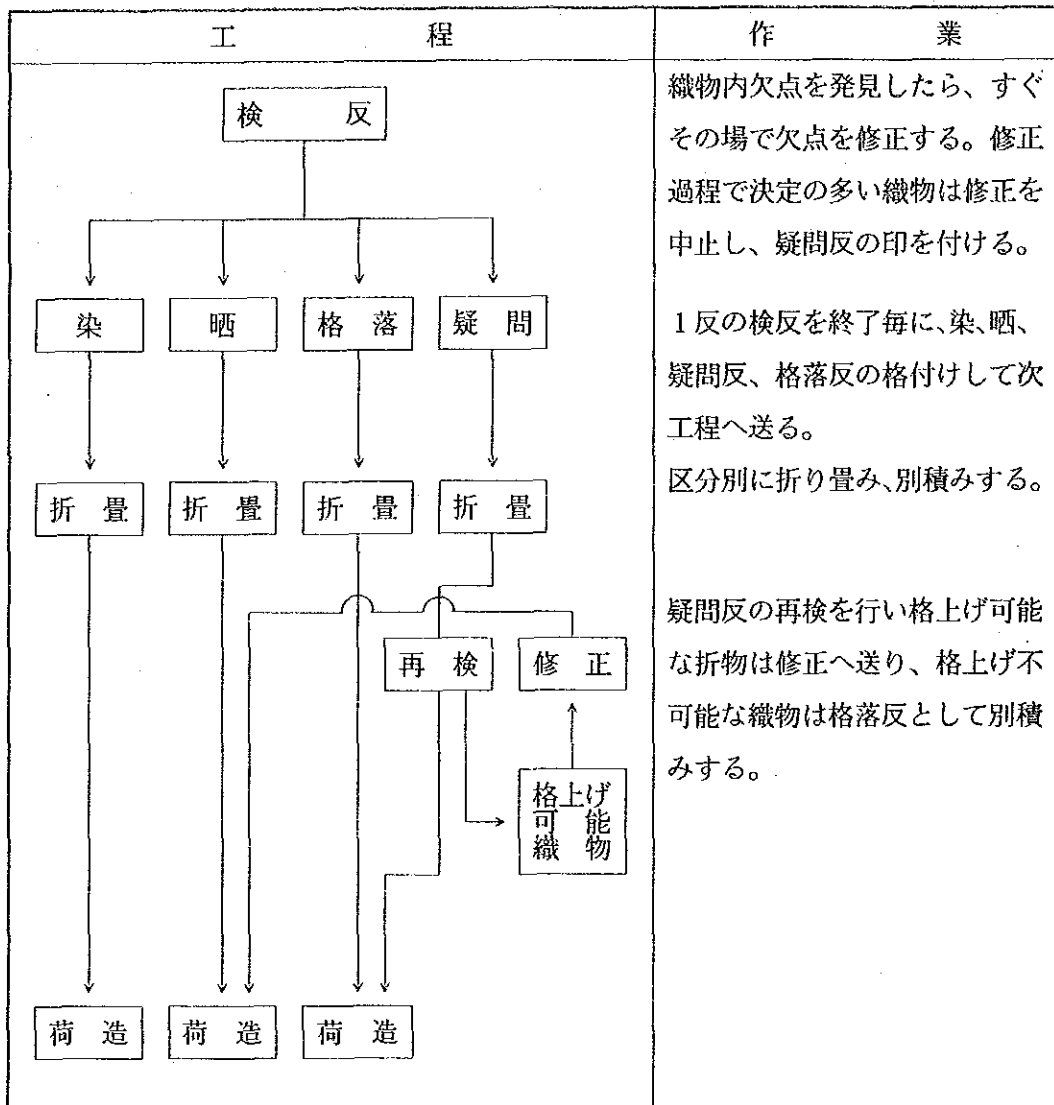 工程
作業
検反
染
晒
格落
疑問
折畳
折畳
折畳
折畳
再検
修正
格上げ
可能
織物
荷造
荷造
荷造
織物内欠点を発見したら、すぐ
その場で欠点を修正する。修正
過程で決定の多い織物は修正を
中止し、疑問反の印を付ける。
1反の検反を終了毎に、染、晒、
疑問反、格落反の格付けして次
工程へ送る。
区分別に折り畳み、別積みする。
疑問反の再検を行い格上げ可能
な折物は修正へ送り、格上げ不
可能な織物は格落反として別積
みする。